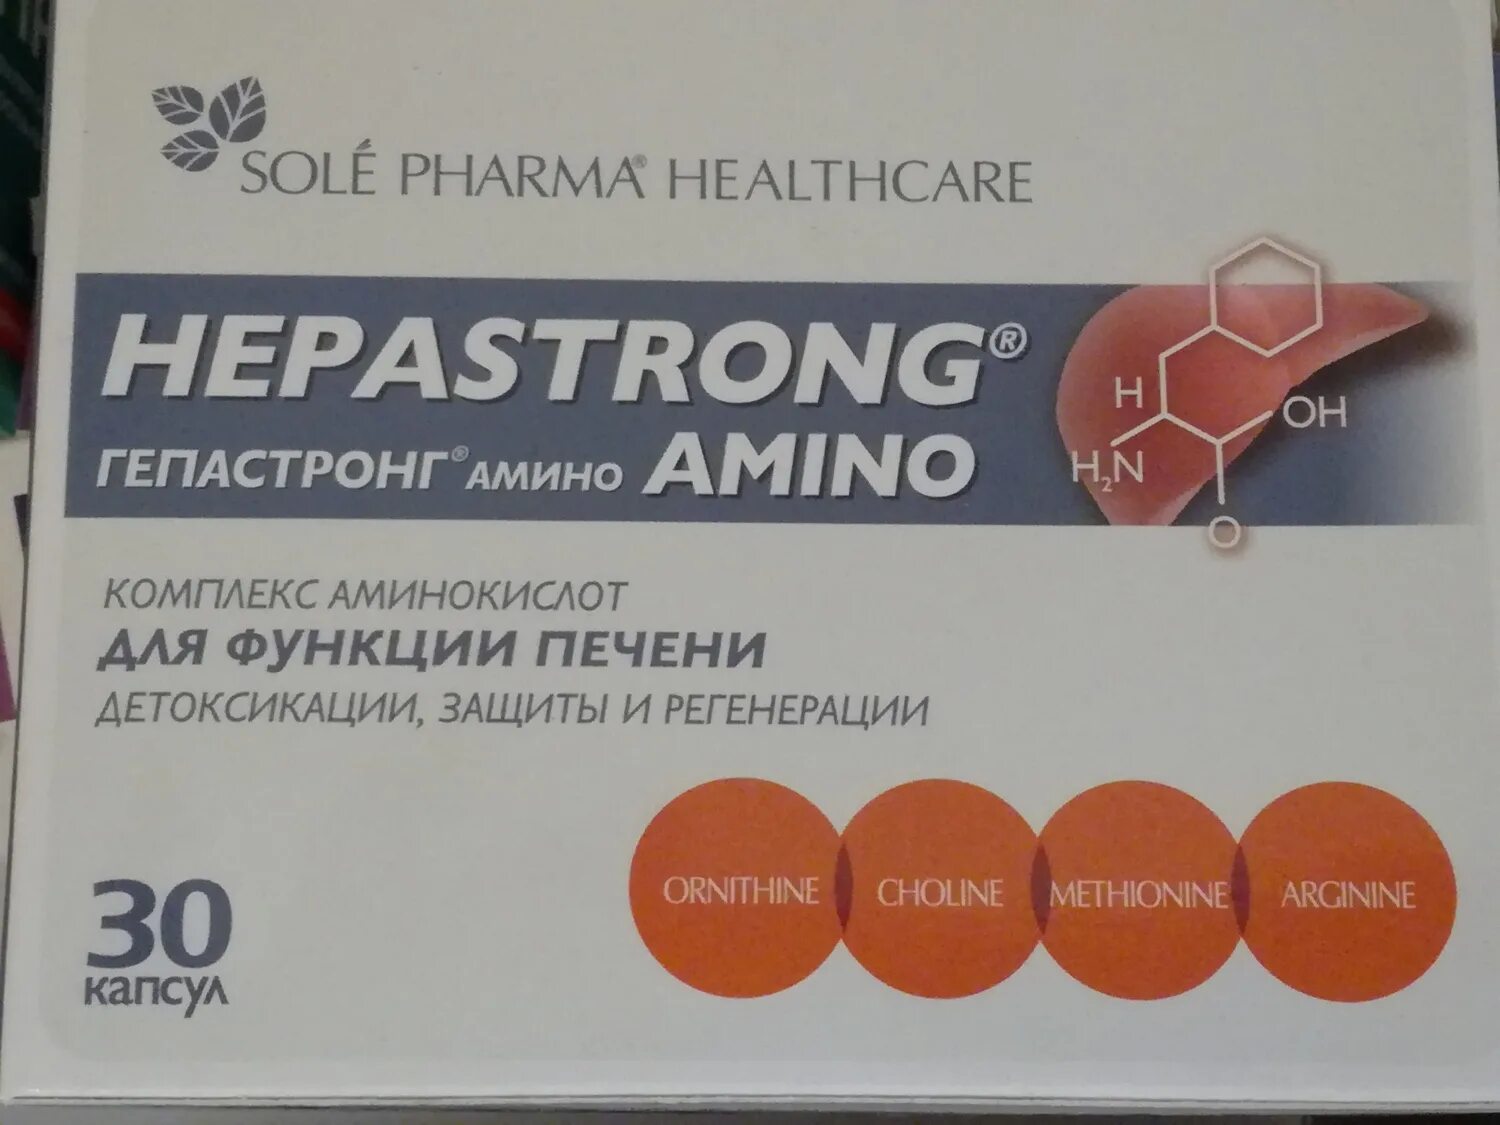 SOLÉ PHARMA® HEALTHCARE
HEPASTRONG®
ГЕПАСТРОНГ® АМИНО AMINO
H
OH
H₂N
O
КОМПЛЕКС АМИНОКИСЛОТ
ДЛЯ ФУНКЦИИ ПЕЧЕНИ
ДЕТОКСИКАЦИИ, ЗАЩИТЫ И РЕГЕНЕРАЦИИ
ORNITHINE CHOLINE METHIONINE ARGININE
30
капсул